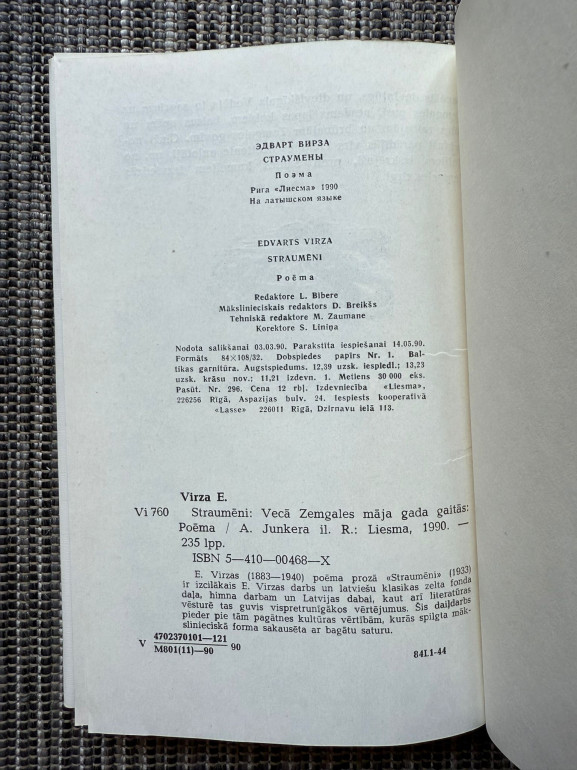 ЭДВАРТ ВИРЗА
СТРАУМЕНЫ
Поэма
Рига «Лиесма» 1990
На латышском языке
EDVARTS VIRZA
STRAUMĒNI
Poēma
Redaktore L. Bībere
Mākslinieciskais redaktors D. Breikšs
Tehniskā redaktore M. Zaumane
Korektore S. Liniņa
Nodota salikšanai 03.03.90. Parakstīta iespiešanai 14.05.90.
Formāts 84×108/32. Dobspiedes papīrs Nr. 1. Bal-
tikas garnitūra. Augstspiedums. 12,39 uzsk. iespiedl.; 13,23
uzsk. krāsu nov.; 11,21 izdevn. l. Metiens 30 000 eks.
Pasūt. Nr. 296. Cena 12 rbļ. Izdevniecība «Liesma»,
226256 Rīgā, Aspazijas bulv. 24. Iespiests kooperatīvā
«Lasse» 226011 Rīgā, Dzirnavu ielā 113.
Virza E.
Vi 760 Straumēni: Vecā Zemgales māja gada gaitās:
Poēma / A. Junkera il. R.: Liesma, 1990. —
235 lpp.
ISBN 5—410—00468—X
E. Virzas (1883—1940) poēma prozā «Straumēni» (1933)
ir izcilākais E. Virzas darbs un latviešu klasikas zelta fonda
daļa, himna darbam un Latvijas dabai, kaut arī literatūras
vēsturē tas guvis vispretrunīgākos vērtējumus. Šis daiļdarbs
pieder pie tām pagātnes kultūras vērtībām, kurās spilgta māk-
slinieciskā forma sakausēta ar bagātu saturu.
V 4702370101—121
M801(11)—90 90
84L1-44